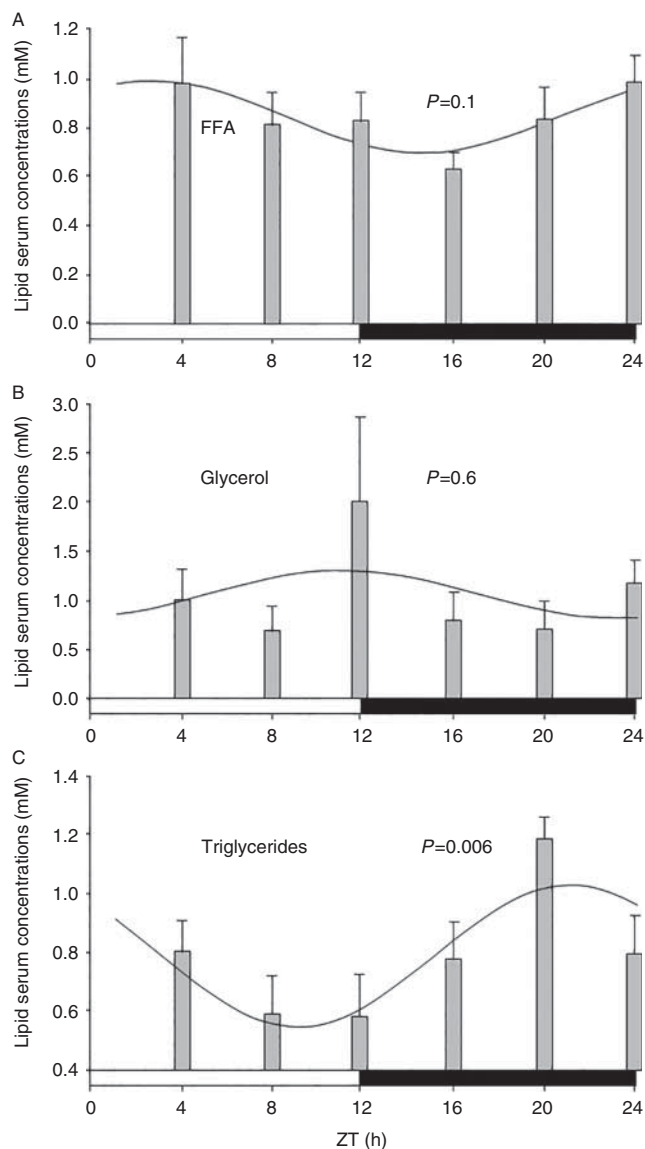 A
Lipid serum concentrations (mM)
1.2
1.0
0.8
0.6
0.4
0.2
0.0
FFA
P=0.1
0 4 8 12 16 20 24
B
Lipid serum concentrations (mM)
3.0
2.5
2.0
1.5
1.0
0.5
0.0
Glycerol
P=0.6
0 4 8 12 16 20 24
C
Lipid serum concentrations (mM)
1.4
1.2
1.0
0.8
0.6
0.4
Triglycerides
P=0.006
0 4 8 12 16 20 24
ZT (h)